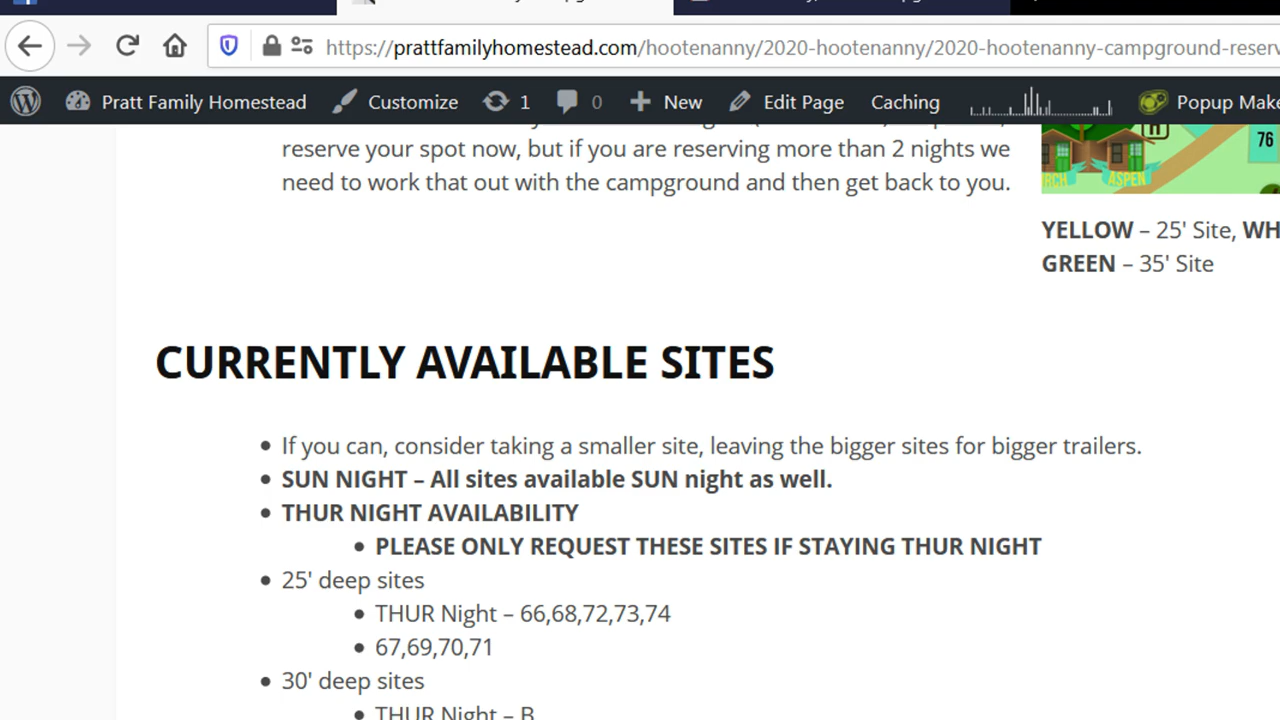 https://prattfamilyhomestead.com/hootenanny/2020-hootenanny/2020-hootenanny-campground-reserv
Pratt Family Homestead Customize 1 0 New Edit Page Caching Popup Make
reserve your spot now, but if you are reserving more than 2 nights we
need to work that out with the campground and then get back to you.
76
ASPEN
YELLOW – 25' Site, WH
GREEN – 35' Site
CURRENTLY AVAILABLE SITES
If you can, consider taking a smaller site, leaving the bigger sites for bigger trailers.
SUN NIGHT – All sites available SUN night as well.
THUR NIGHT AVAILABILITY
PLEASE ONLY REQUEST THESE SITES IF STAYING THUR NIGHT
25' deep sites
THUR Night – 66,68,72,73,74
67,69,70,71
30' deep sites
THUR Night – B